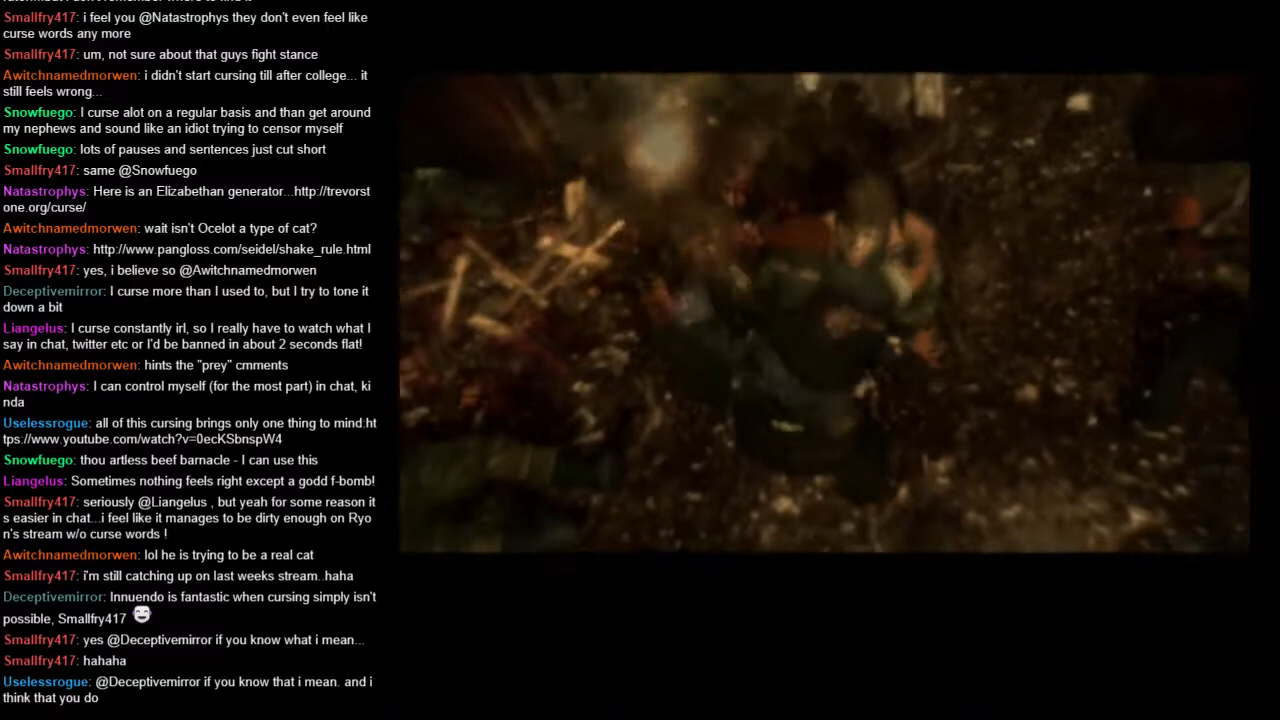 Smallfry417: i feel you @Natastrophys they don't even feel like
curse words any more
Smallfry417: um, not sure about that guys fight stance
Awitchnamedmorwen: i didn't start cursing till after college... it
still feels wrong...
Snowfuego: I curse alot on a regular basis and than get around
my nephews and sound like an idiot trying to censor myself
Snowfuego: lots of pauses and sentences just cut short
Smallfry417: same @Snowfuego
Natastrophys: Here is an Elizabethan generator...http://trevorst
one.org/curse/
Awitchnamedmorwen: wait isn't Ocelot a type of cat?
Natastrophys: http://www.pangloss.com/seidel/shake_rule.html
Smallfry417: yes, i believe so @Awitchnamedmorwen
Deceptivemirror: I curse more than I used to, but I try to tone it
down a bit
Liangelus: I curse constantly irl, so I really have to watch what I
say in chat, twitter etc or I'd be banned in about 2 seconds flat!
Awitchnamedmorwen: hints the "prey" cmments
Natastrophys: I can control myself (for the most part) in chat, ki
nda
Uselessrogue: all of this cursing brings only one thing to mind:ht
tps://www.youtube.com/watch?v=0ecKSbnspW4
Snowfuego: thou artless beef barnacle - I can use this
Liangelus: Sometimes nothing feels right except a godd f-bomb!
Smallfry417: seriously @Liangelus , but yeah for some reason it
s easier in chat...i feel like it manages to be dirty enough on Ryo
n's stream w/o curse words !
Awitchnamedmorwen: lol he is trying to be a real cat
Smallfry417: i'm still catching up on last weeks stream..haha
Deceptivemirror: Innuendo is fantastic when cursing simply isn't
possible, Smallfry417
Smallfry417: yes @Deceptivemirror if you know what i mean...
Smallfry417: hahaha
Uselessrogue: @Deceptivemirror if you know that i mean. and i
think that you do